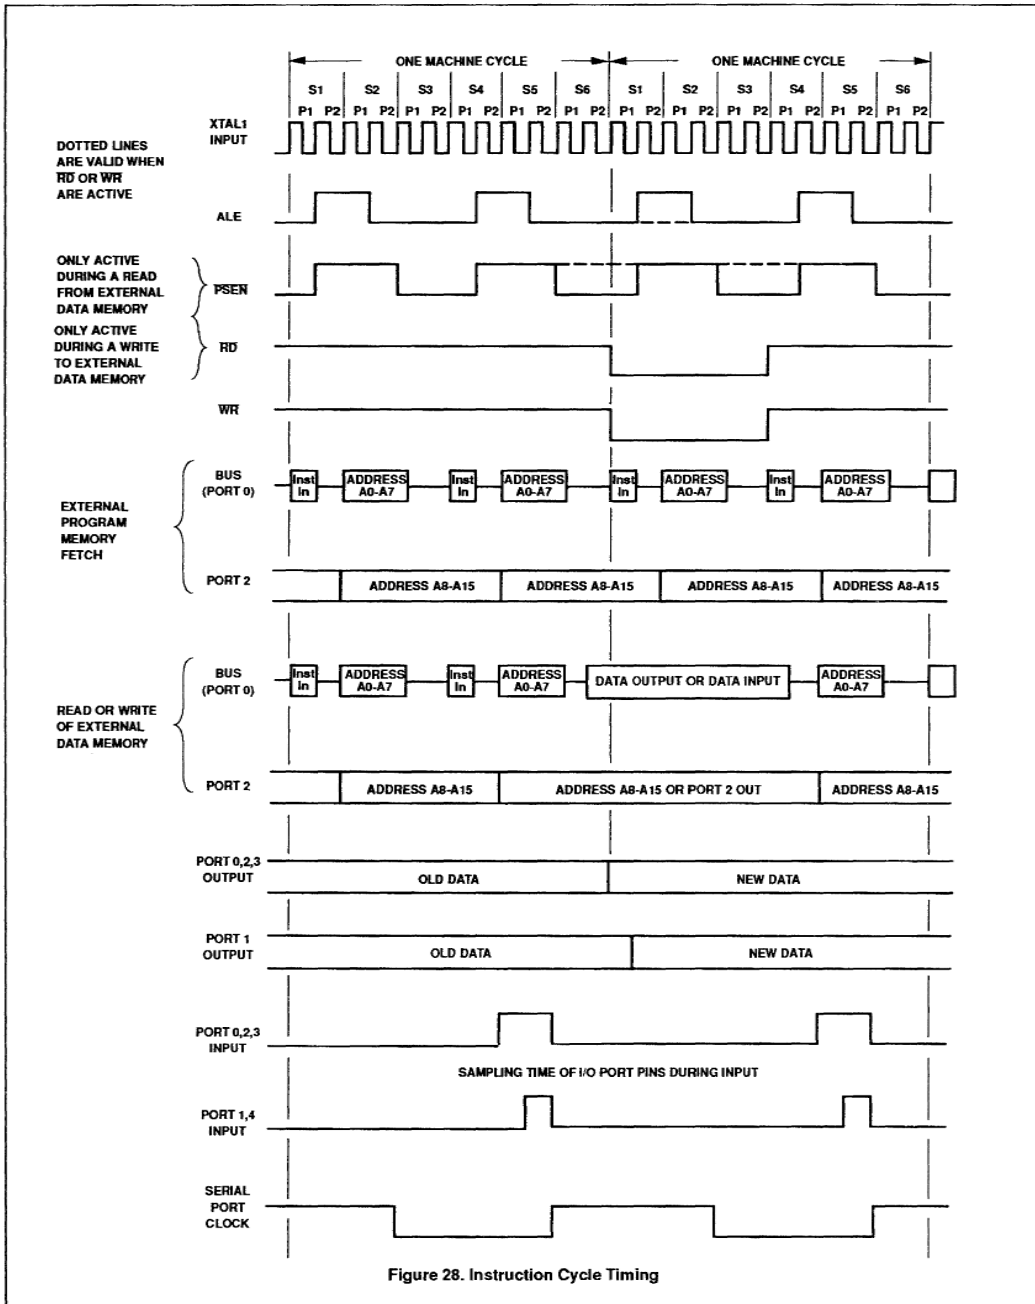 ONE MACHINE CYCLE ONE MACHINE CYCLE
S1 S2 S3 S4 S5 S6 S1 S2 S3 S4 S5 S6
P1 P2 P1 P2 P1 P2 P1 P2 P1 P2 P1 P2 P1 P2 P1 P2 P1 P2 P1 P2 P1 P2 P1 P2
XTAL1
INPUT
DOTTED LINES
ARE VALID WHEN
RD OR WR
ARE ACTIVE
ALE
ONLY ACTIVE
DURING A READ
FROM EXTERNAL
DATA MEMORY
PSEN
ONLY ACTIVE
DURING A WRITE
TO EXTERNAL
DATA MEMORY
RD
WR
EXTERNAL
PROGRAM
MEMORY
FETCH
BUS
(PORT 0)
Inst
In
ADDRESS
A0-A7
Inst
In
ADDRESS
A0-A7
Inst
In
ADDRESS
A0-A7
Inst
In
ADDRESS
A0-A7
PORT 2
ADDRESS A8-A15 ADDRESS A8-A15 ADDRESS A8-A15 ADDRESS A8-A15
READ OR WRITE
OF EXTERNAL
DATA MEMORY
BUS
(PORT 0)
Inst
In
ADDRESS
A0-A7
Inst
In
ADDRESS
A0-A7
DATA OUTPUT OR DATA INPUT
ADDRESS
A0-A7
PORT 2
ADDRESS A8-A15 ADDRESS A8-A15 OR PORT 2 OUT ADDRESS A8-A15
PORT 0,2,3
OUTPUT
OLD DATA NEW DATA
PORT 1
OUTPUT
OLD DATA NEW DATA
PORT 0,2,3
INPUT
SAMPLING TIME OF I/O PORT PINS DURING INPUT
PORT 1,4
INPUT
SERIAL
PORT
CLOCK
Figure 28. Instruction Cycle Timing